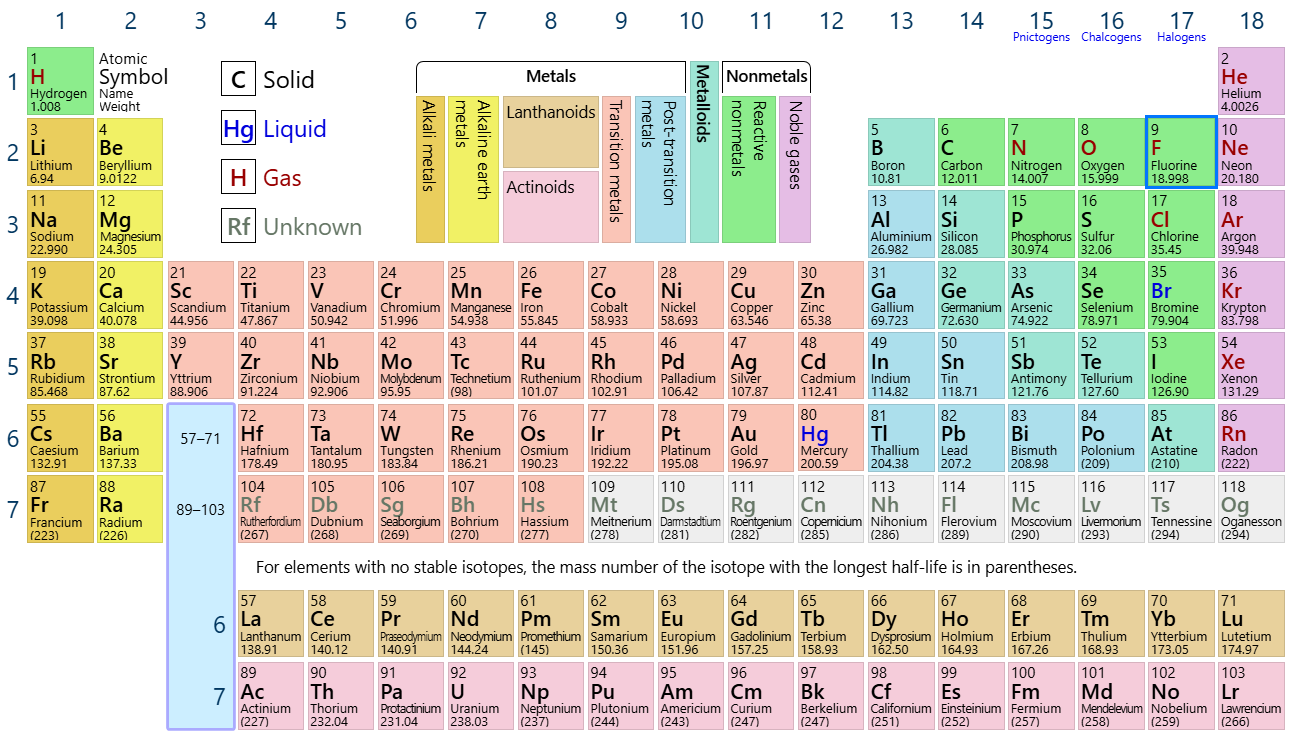 1 2 3 4 5 6 7 8 9 10 11 12 13 14 15 16 17 18
Pnictogens Chalcogens Halogens
Atomic
Symbol
Name
Weight
C Solid
Hg Liquid
H Gas
Rf Unknown
Metals
Metalloids
Nonmetals
Alkali metals
Alkaline earth
metals
Lanthanoids
Actinoids
Transition metals
Post-transition
metals
Reactive
nonmetals
Noble gases
1
1 2
H He
Hydrogen Helium
1.008 4.0026
2
3 4 5 6 7 8 9 10
Li Be B C N O F Ne
Lithium Beryllium Boron Carbon Nitrogen Oxygen Fluorine Neon
6.94 9.0122 10.81 12.011 14.007 15.999 18.998 20.180
3
11 12 13 14 15 16 17 18
Na Mg Al Si P S Cl Ar
Sodium Magnesium Aluminium Silicon Phosphorus Sulfur Chlorine Argon
22.990 24.305 26.982 28.085 30.974 32.06 35.45 39.948
4
19 20 21 22 23 24 25 26 27 28 29 30 31 32 33 34 35 36
K Ca Sc Ti V Cr Mn Fe Co Ni Cu Zn Ga Ge As Se Br Kr
Potassium Calcium Scandium Titanium Vanadium Chromium Manganese Iron Cobalt Nickel Copper Zinc Gallium Germanium Arsenic Selenium Bromine Krypton
39.098 40.078 44.956 47.867 50.942 51.996 54.938 55.845 58.933 58.693 63.546 65.38 69.723 72.630 74.922 78.971 79.904 83.798
5
37 38 39 40 41 42 43 44 45 46 47 48 49 50 51 52 53 54
Rb Sr Y Zr Nb Mo Tc Ru Rh Pd Ag Cd In Sn Sb Te I Xe
Rubidium Strontium Yttrium Zirconium Niobium Molybdenum Technetium Ruthenium Rhodium Palladium Silver Cadmium Indium Tin Antimony Tellurium Iodine Xenon
85.468 87.62 88.906 91.224 92.906 95.95 (98) 101.07 102.91 106.42 107.87 112.41 114.82 118.71 121.76 127.60 126.90 131.29
6
55 56 57–71 72 73 74 75 76 77 78 79 80 81 82 83 84 85 86
Cs Ba Hf Ta W Re Os Ir Pt Au Hg Tl Pb Bi Po At Rn
Caesium Barium Hafnium Tantalum Tungsten Rhenium Osmium Iridium Platinum Gold Mercury Thallium Lead Bismuth Polonium Astatine Radon
132.91 137.33 178.49 180.95 183.84 186.21 190.23 192.22 195.08 196.97 200.59 204.38 207.2 208.98 (209) (210) (222)
7
87 88 89–103 104 105 106 107 108 109 110 111 112 113 114 115 116 117 118
Fr Ra Rf Db Sg Bh Hs Mt Ds Rg Cn Nh Fl Mc Lv Ts Og
Francium Radium Rutherfordium Dubnium Seaborgium Bohrium Hassium Meitnerium Darmstadtium Roentgenium Copernicium Nihonium Flerovium Moscovium Livermorium Tennessine Oganesson
(223) (226) (267) (268) (269) (270) (277) (278) (281) (282) (285) (286) (289) (290) (293) (294) (294)
For elements with no stable isotopes, the mass number of the isotope with the longest half-life is in parentheses.
6
57 58 59 60 61 62 63 64 65 66 67 68 69 70 71
La Ce Pr Nd Pm Sm Eu Gd Tb Dy Ho Er Tm Yb Lu
Lanthanum Cerium Praseodymium Neodymium Promethium Samarium Europium Gadolinium Terbium Dysprosium Holmium Erbium Thulium Ytterbium Lutetium
138.91 140.12 140.91 144.24 (145) 150.36 151.96 157.25 158.93 162.50 164.93 167.26 168.93 173.05 174.97
7
89 90 91 92 93 94 95 96 97 98 99 100 101 102 103
Ac Th Pa U Np Pu Am Cm Bk Cf Es Fm Md No Lr
Actinium Thorium Protactinium Uranium Neptunium Plutonium Americium Curium Berkelium Californium Einsteinium Fermium Mendelevium Nobelium Lawrencium
(227) 232.04 231.04 238.03 (237) (244) (243) (247) (247) (251) (252) (257) (258) (259) (266)